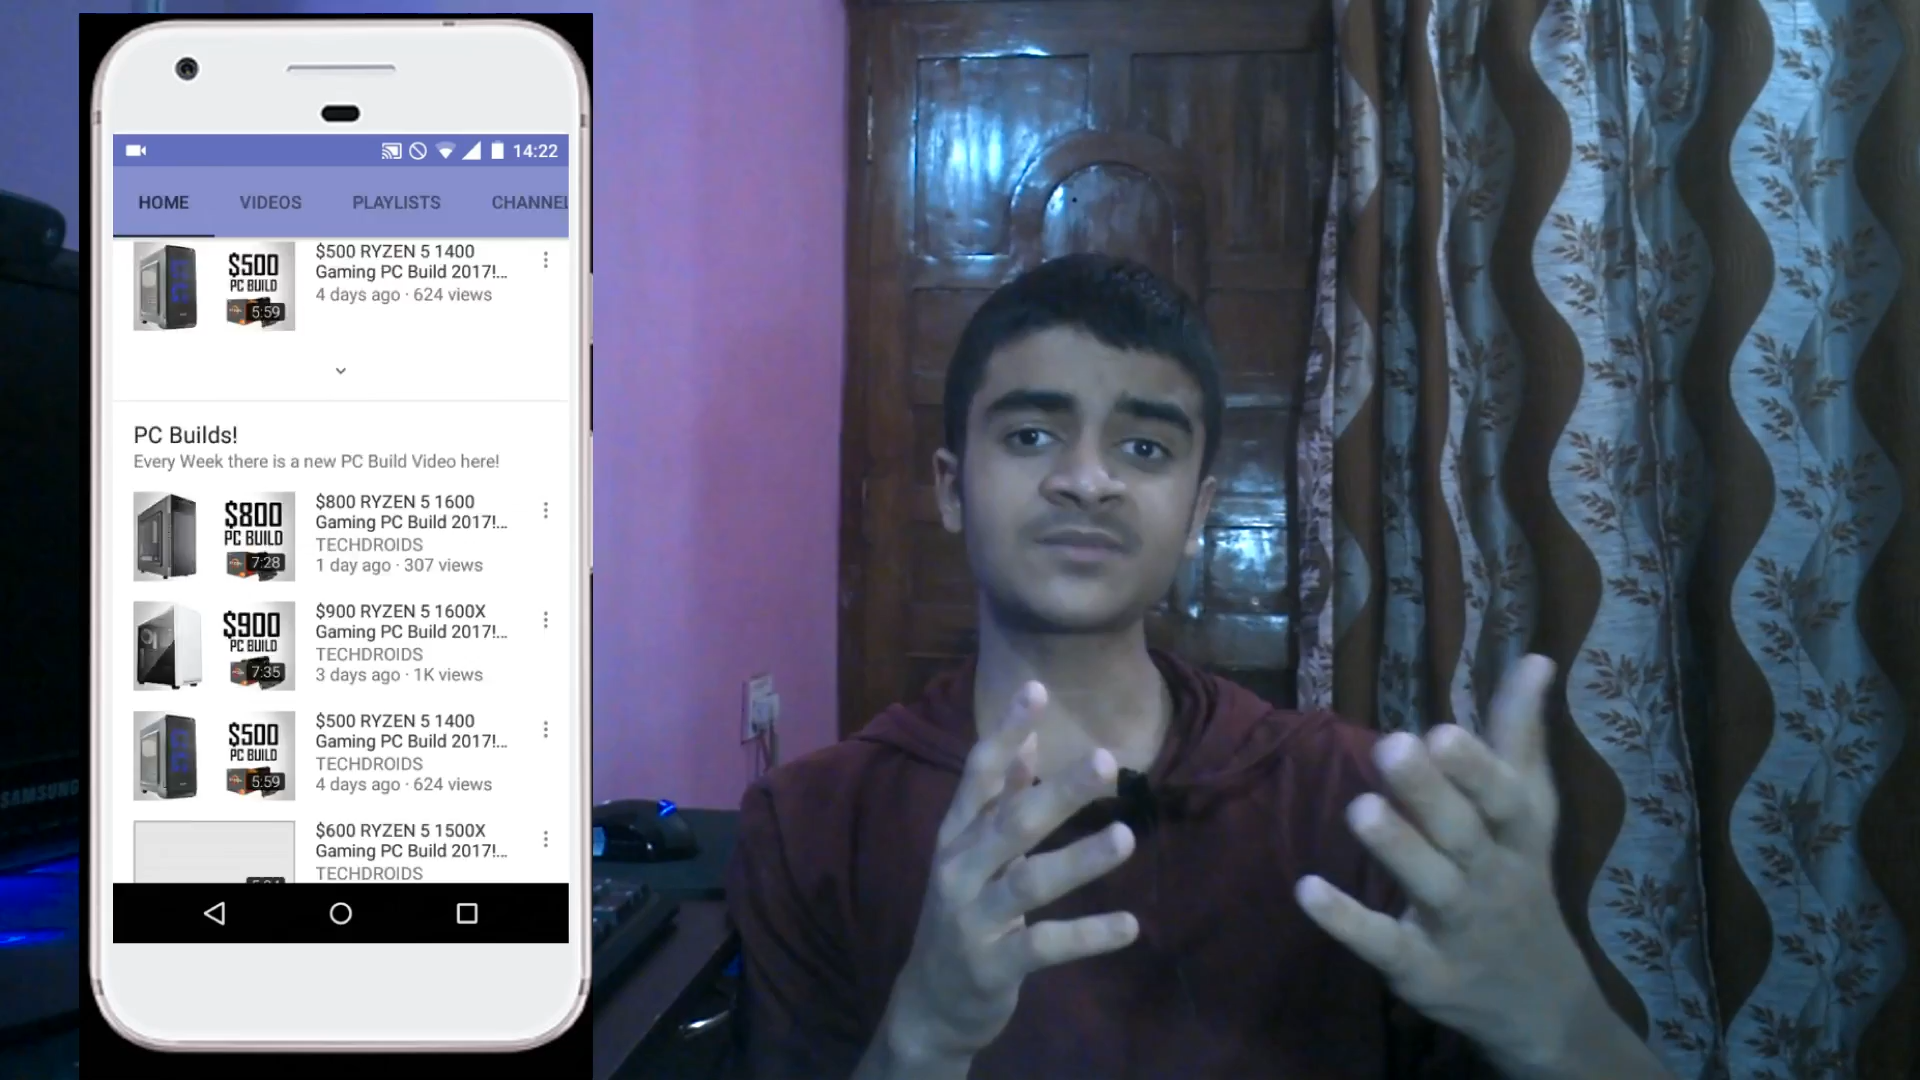 14:22
HOME VIDEOS PLAYLISTS CHANNEL
$500
PC BUILD
5:59
$500 RYZEN 5 1400
Gaming PC Build 2017!...
4 days ago · 624 views
PC Builds!
Every Week there is a new PC Build Video here!
$800
PC BUILD
7:28
$800 RYZEN 5 1600
Gaming PC Build 2017!...
TECHDROIDS
1 day ago · 307 views
$900
PC BUILD
7:35
$900 RYZEN 5 1600X
Gaming PC Build 2017!...
TECHDROIDS
3 days ago · 1K views
$500
PC BUILD
5:59
$500 RYZEN 5 1400
Gaming PC Build 2017!...
TECHDROIDS
4 days ago · 624 views
$600 RYZEN 5 1500X
Gaming PC Build 2017!...
TECHDROIDS
SAMSUNG